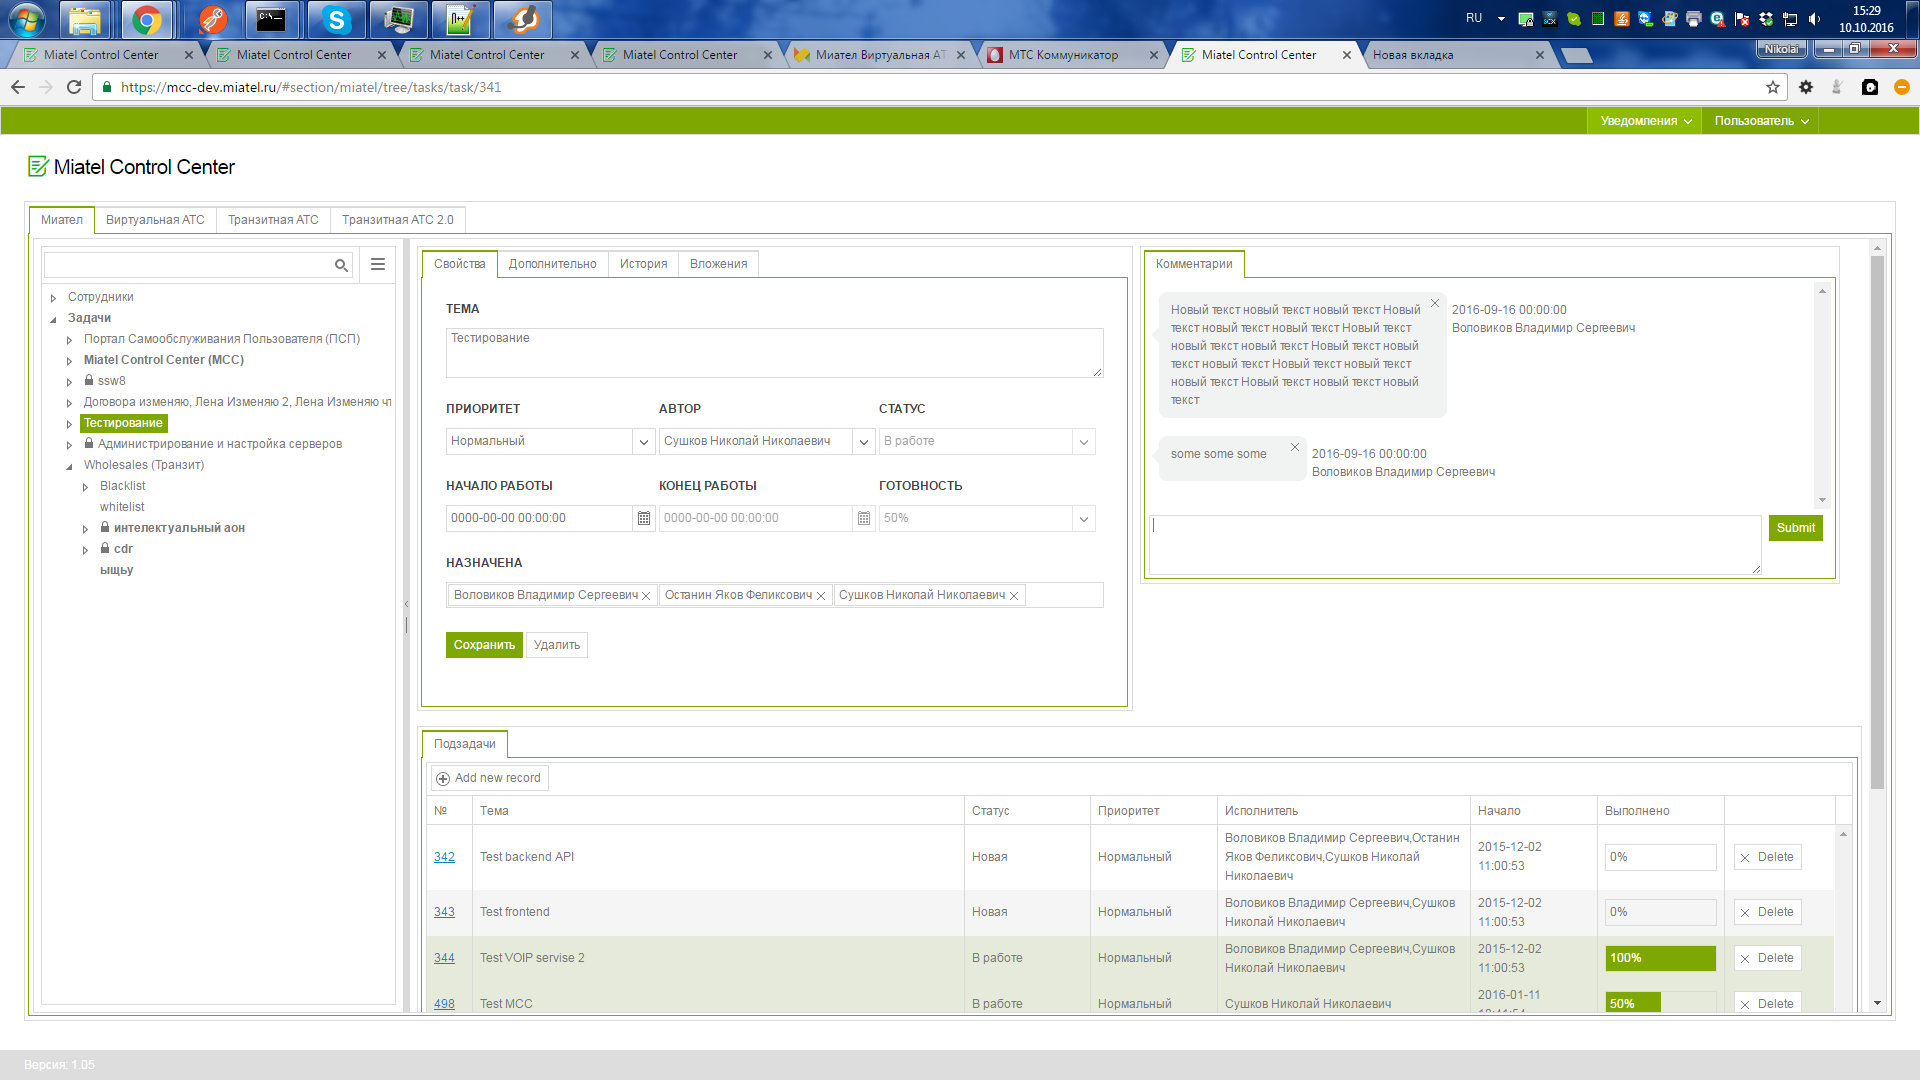 RU
15:29
10.10.2016
Miatel Control Center
Miatel Control Center
Miatel Control Center
Miatel Control Center
Миател Виртуальная АТ
МТС Коммуникатор
Miatel Control Center
Новая вкладка
Nikolai
https://mcc-dev.miatel.ru/#section/miatel/tree/tasks/task/341
Уведомления
Пользователь
Miatel Control Center
Миател
Виртуальная АТС
Транзитная АТС
Транзитная АТС 2.0
Сотрудники
Задачи
Портал Самообслуживания Пользователя (ПСП)
Miatel Control Center (MCC)
ssw8
Договора изменяю, Лена Изменяю 2, Лена Изменяю чт
Тестирование
Администрирование и настройка серверов
Wholesales (Транзит)
Blacklist
whitelist
интелектуальный аон
cdr
ыщьу
Свойства
Дополнительно
История
Вложения
ТЕМА
Тестирование
ПРИОРИТЕТ
АВТОР
СТАТУС
Нормальный
Сушков Николай Николаевич
В работе
НАЧАЛО РАБОТЫ
КОНЕЦ РАБОТЫ
ГОТОВНОСТЬ
0000-00-00 00:00:00
0000-00-00 00:00:00
50%
НАЗНАЧЕНА
Воловиков Владимир Сергеевич
Останин Яков Феликсович
Сушков Николай Николаевич
Сохранить
Удалить
Комментарии
Новый текст новый текст новый текст Новый
текст новый текст новый текст Новый текст
новый текст новый текст Новый текст новый
текст новый текст Новый текст новый текст
новый текст Новый текст новый текст новый
текст
2016-09-16 00:00:00
Воловиков Владимир Сергеевич
some some some
2016-09-16 00:00:00
Воловиков Владимир Сергеевич
Submit
Подзадачи
Add new record
№
Тема
Статус
Приоритет
Исполнитель
Начало
Выполнено
342
Test backend API
Новая
Нормальный
Воловиков Владимир Сергеевич,Останин
Яков Феликсович,Сушков Николай
Николаевич
2015-12-02
11:00:53
0%
Delete
343
Test frontend
Новая
Нормальный
Воловиков Владимир Сергеевич,Сушков
Николай Николаевич
2015-12-02
11:00:53
0%
Delete
344
Test VOIP servise 2
В работе
Нормальный
Воловиков Владимир Сергеевич,Сушков
Николай Николаевич
2015-12-02
11:00:53
100%
Delete
498
Test MCC
В работе
Нормальный
Сушков Николай Николаевич
2016-01-11
50%
Delete
Версия: 1.05